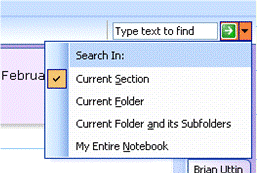 Type text to find
Februa
Search In:
Current Section
Current Folder
Current Folder and its Subfolders
My Entire Notebook
Brian Uttin